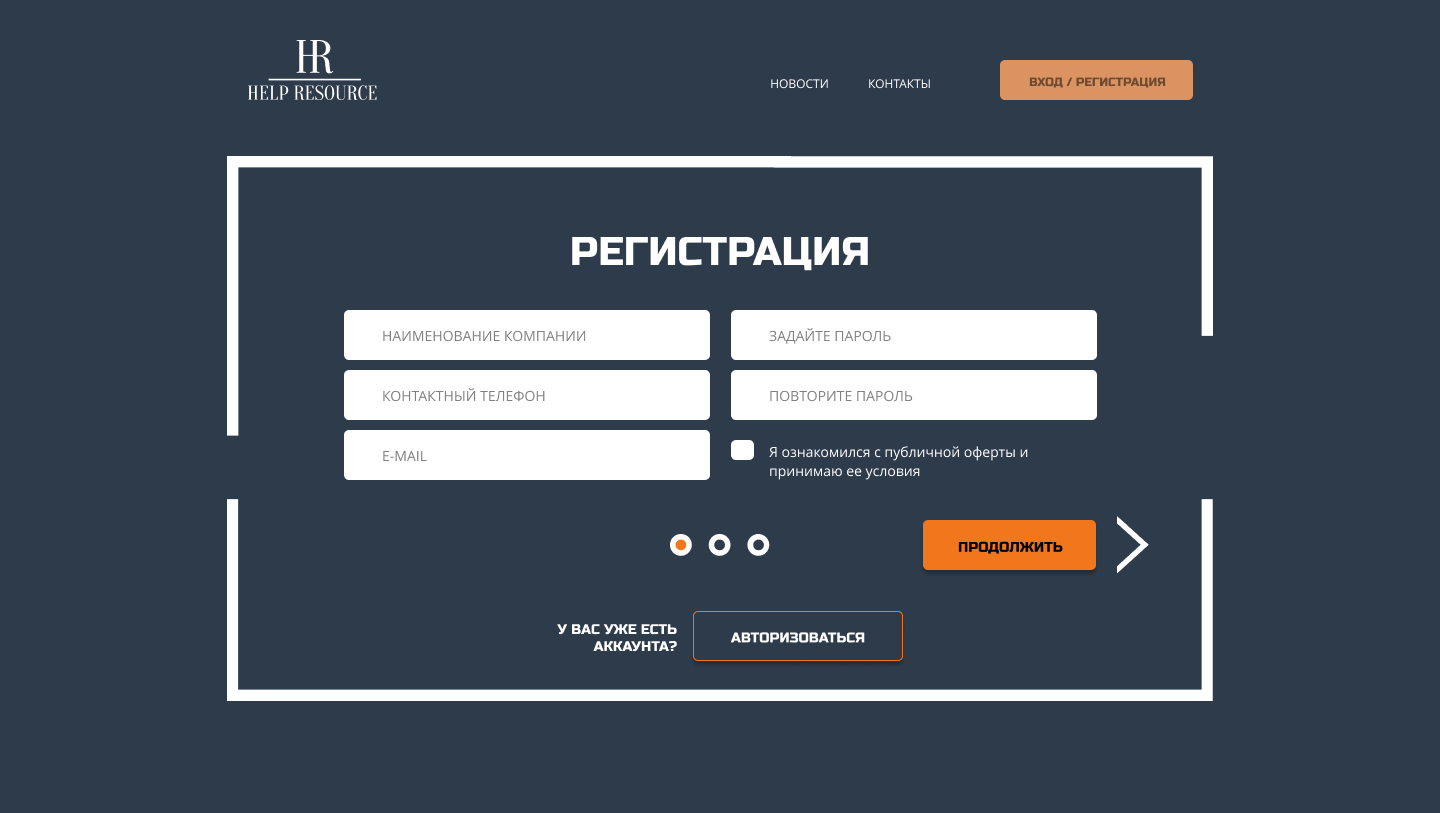 HR
HELP RESOURCE
НОВОСТИ
КОНТАКТЫ
ВХОД / РЕГИСТРАЦИЯ
РЕГИСТРАЦИЯ
НАИМЕНОВАНИЕ КОМПАНИИ
ЗАДАЙТЕ ПАРОЛЬ
КОНТАКТНЫЙ ТЕЛЕФОН
ПОВТОРИТЕ ПАРОЛЬ
E-MAIL
Я ознакомился с публичной оферты и
принимаю ее условия
ПРОДОЛЖИТЬ
У ВАС УЖЕ ЕСТЬ
АККАУНТА?
АВТОРИЗОВАТЬСЯ